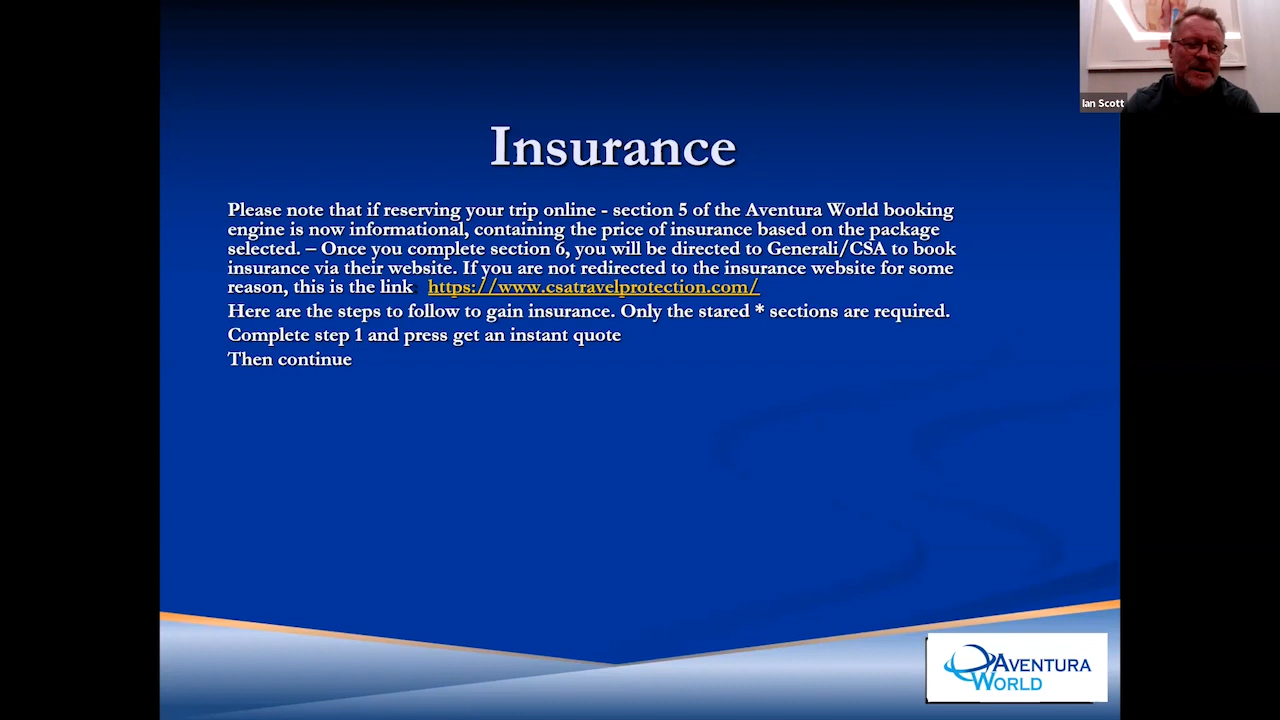 Ian Scott
Insurance
Please note that if reserving your trip online - section 5 of the Aventura World booking
engine is now informational, containing the price of insurance based on the package
selected. – Once you complete section 6, you will be directed to Generali/CSA to book
insurance via their website. If you are not redirected to the insurance website for some
reason, this is the link https://www.csatravelprotection.com/
Here are the steps to follow to gain insurance. Only the stared * sections are required.
Complete step 1 and press get an instant quote
Then continue
AVENTURA
WORLD